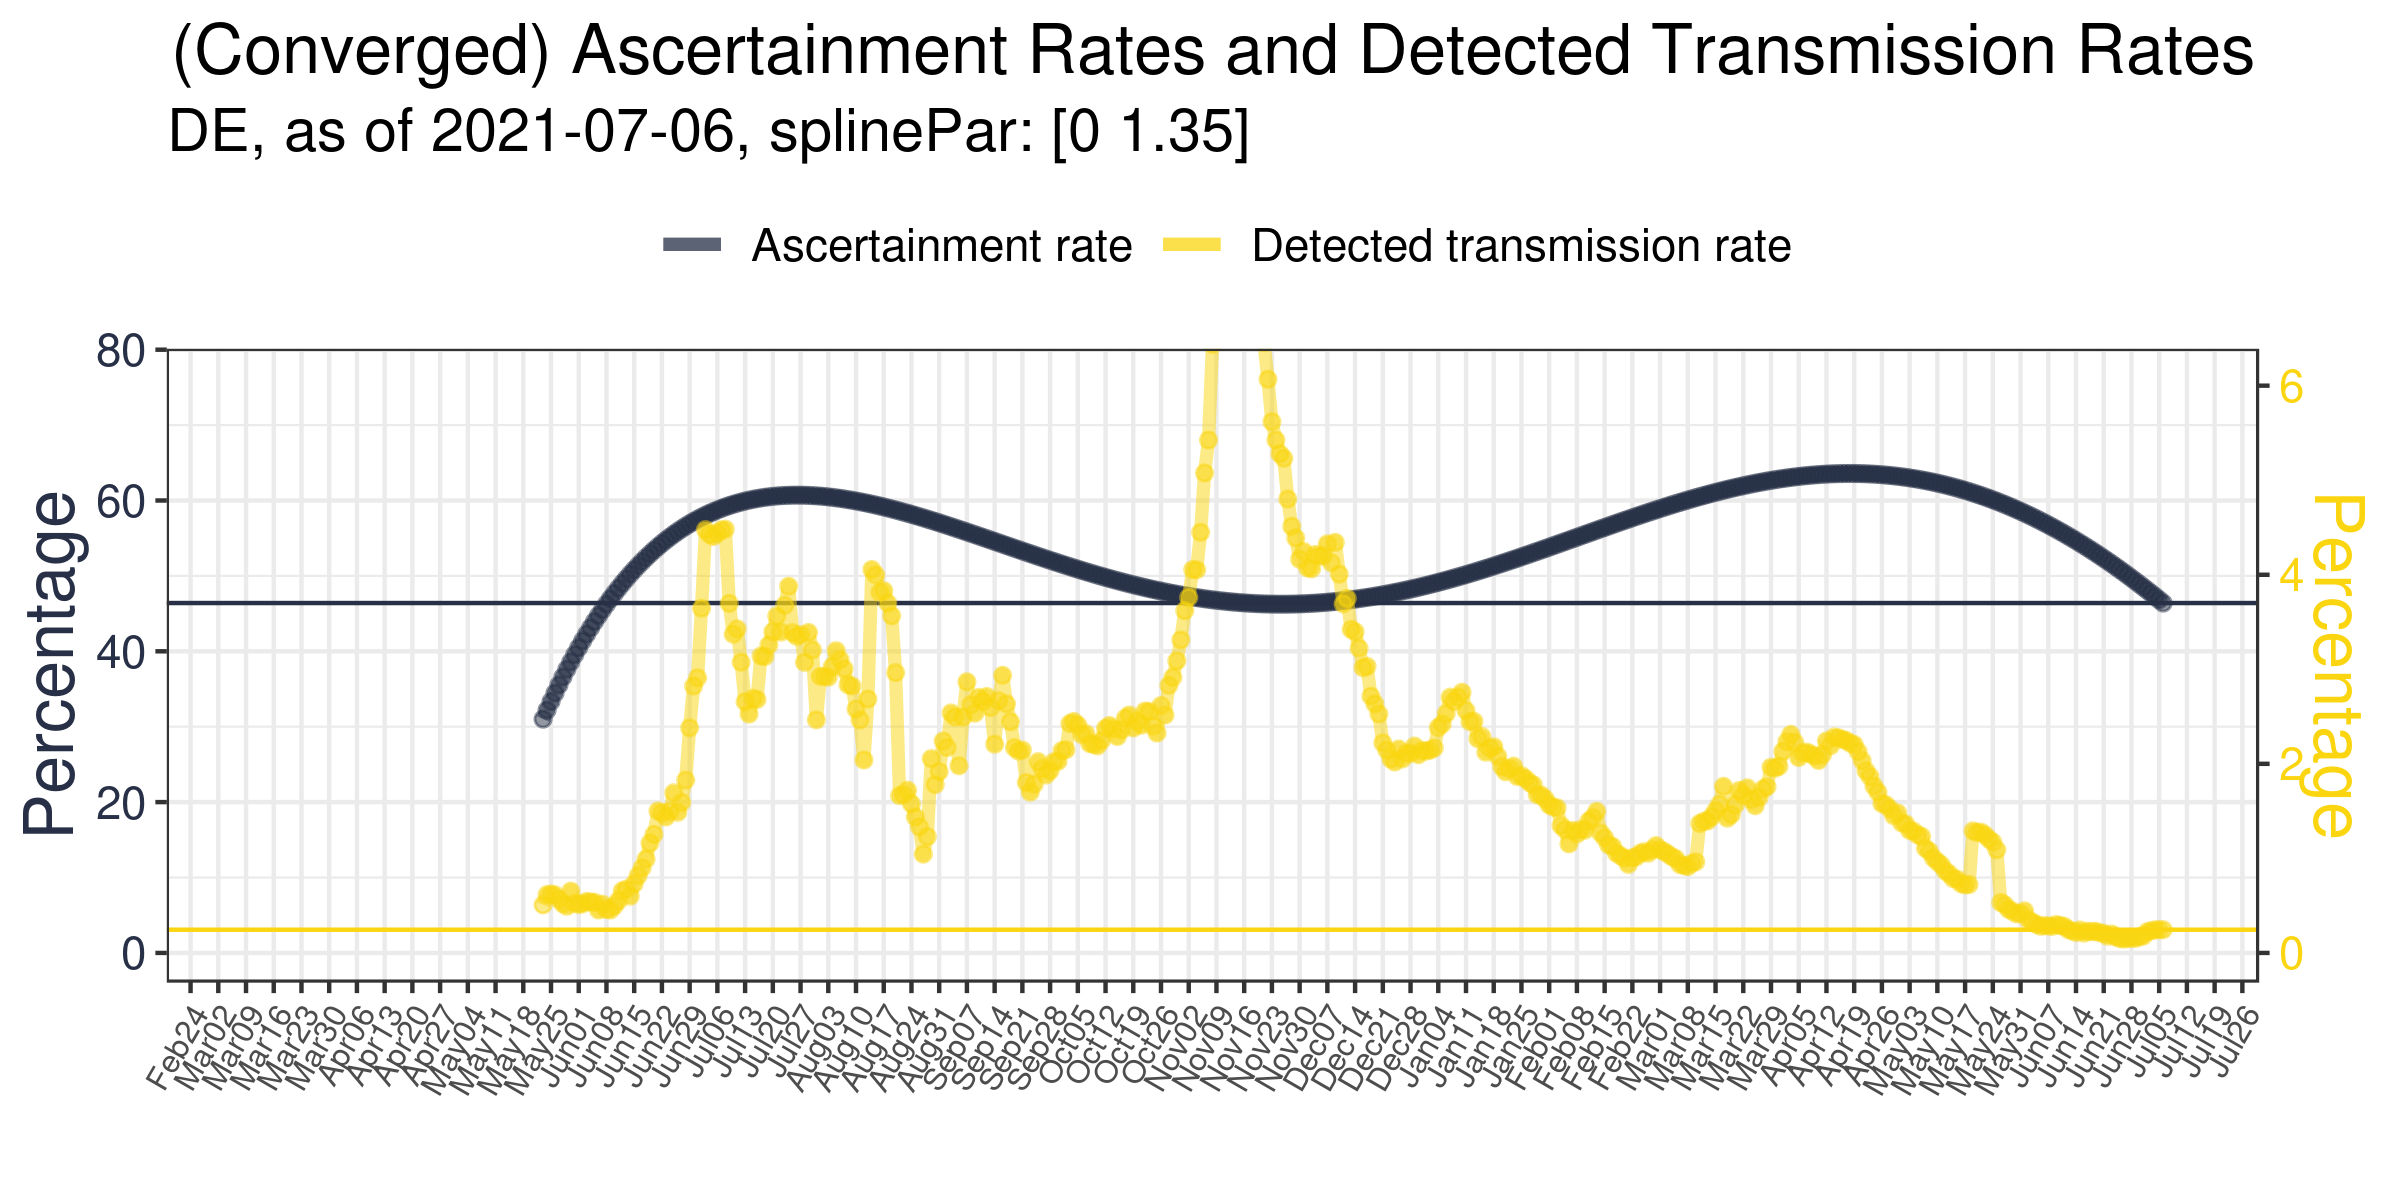 (Converged) Ascertainment Rates and Detected Transmission Rates
DE, as of 2021-07-06, splinePar: [0 1.35]
Ascertainment rate
Detected transmission rate
Percentage
80
60
40
20
0
6
4
2
0
Percentage
Feb24
Mar02
Mar09
Mar16
Mar23
Mar30
Apr06
Apr13
Apr20
Apr27
May04
May11
May18
May25
Jun01
Jun08
Jun15
Jun22
Jun29
Jul06
Jul13
Jul20
Jul27
Aug03
Aug10
Aug17
Aug24
Aug31
Sep07
Sep14
Sep21
Sep28
Oct05
Oct12
Oct19
Oct26
Nov02
Nov09
Nov16
Nov23
Nov30
Dec07
Dec14
Dec21
Dec28
Jan04
Jan11
Jan18
Jan25
Feb01
Feb08
Feb15
Feb22
Mar01
Mar08
Mar15
Mar22
Mar29
Apr05
Apr12
Apr19
Apr26
May03
May10
May17
May24
May31
Jun07
Jun14
Jun21
Jun28
Jul05
Jul12
Jul19
Jul26